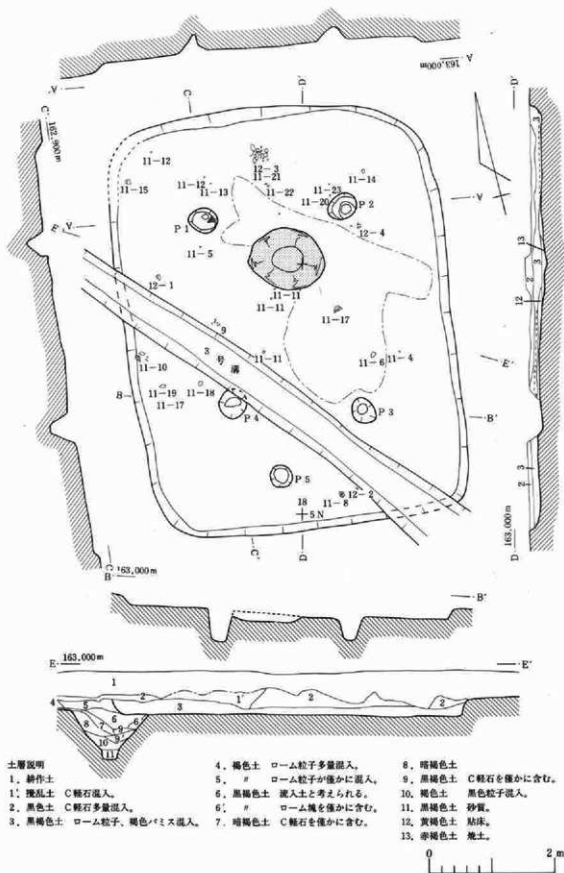 A'
A
163,000m
D'
C
C'
162,900m
D'
11-12
12-3
11-21
11-15
11-12
11-13
11-22
11-23
11-20
11-14
P 1
P 2
A
A'
E
11-5
12-4
12-1
11-11
11-11
11-17
9
3
号
溝
11-11
11-10
11-6
11-4
E'
11-19
11-18
11-17
B
P 4
P 3
B'
P 5
12-2
11-8
18
5N
C'
D
3
13
3
2
12
3
2
163,000m
D
C
B
163,000m
B'
E
163,000m
E'
1
2
1'
2
2
3
4
5
6
6'
7
8
9
9
10
11
土層説明
1. 耕作土
1'. 攪乱土 C軽石混入。
2. 黒色土 C軽石多量混入。
3. 黒褐色土 ローム粒子、褐色パミス混入。
4. 褐色土 ローム粒子多量混入。
5. 〃 ローム粒子が僅かに混入。
6. 黒褐色土 流入土と考えられる。
6'. 〃 ローム塊を僅かに含む。
7. 暗褐色土 C軽石を僅かに含む。
8. 暗褐色土
9. 黒褐色土 C軽石を僅かに含む。
10. 褐色土 黒色粒子混入。
11. 黒褐色土 砂質。
12. 黄褐色土 貼床。
13. 赤褐色土 焼土。
0 2m